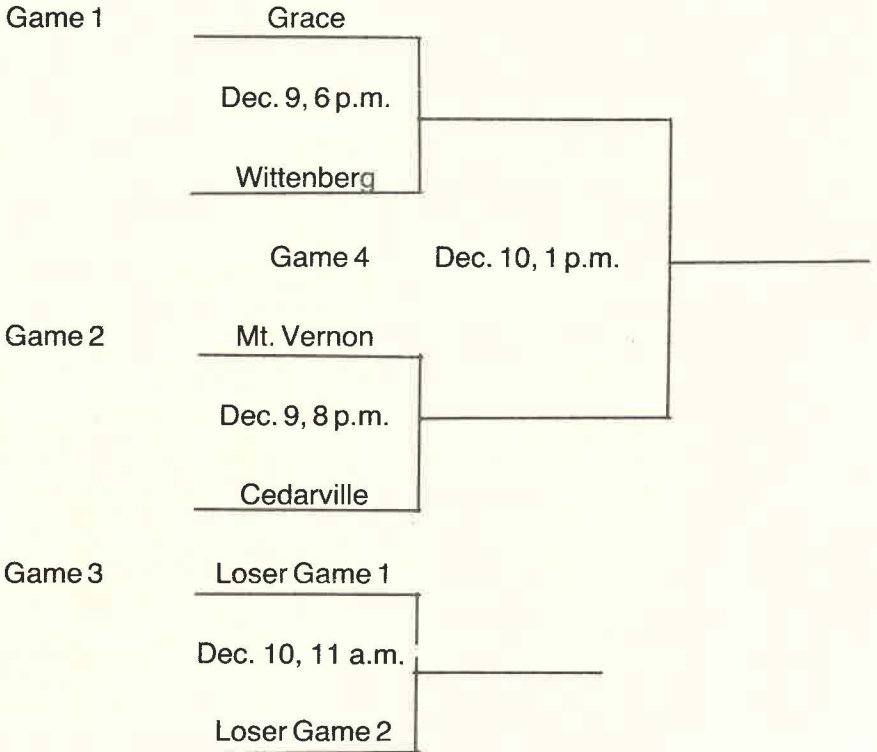 Game 1
Grace
Dec. 9, 6 p.m.
Wittenberg
Game 4
Dec. 10, 1 p.m.
Game 2
Mt. Vernon
Dec. 9, 8 p.m.
Cedarville
Game 3
Loser Game 1
Dec. 10, 11 a.m.
Loser Game 2